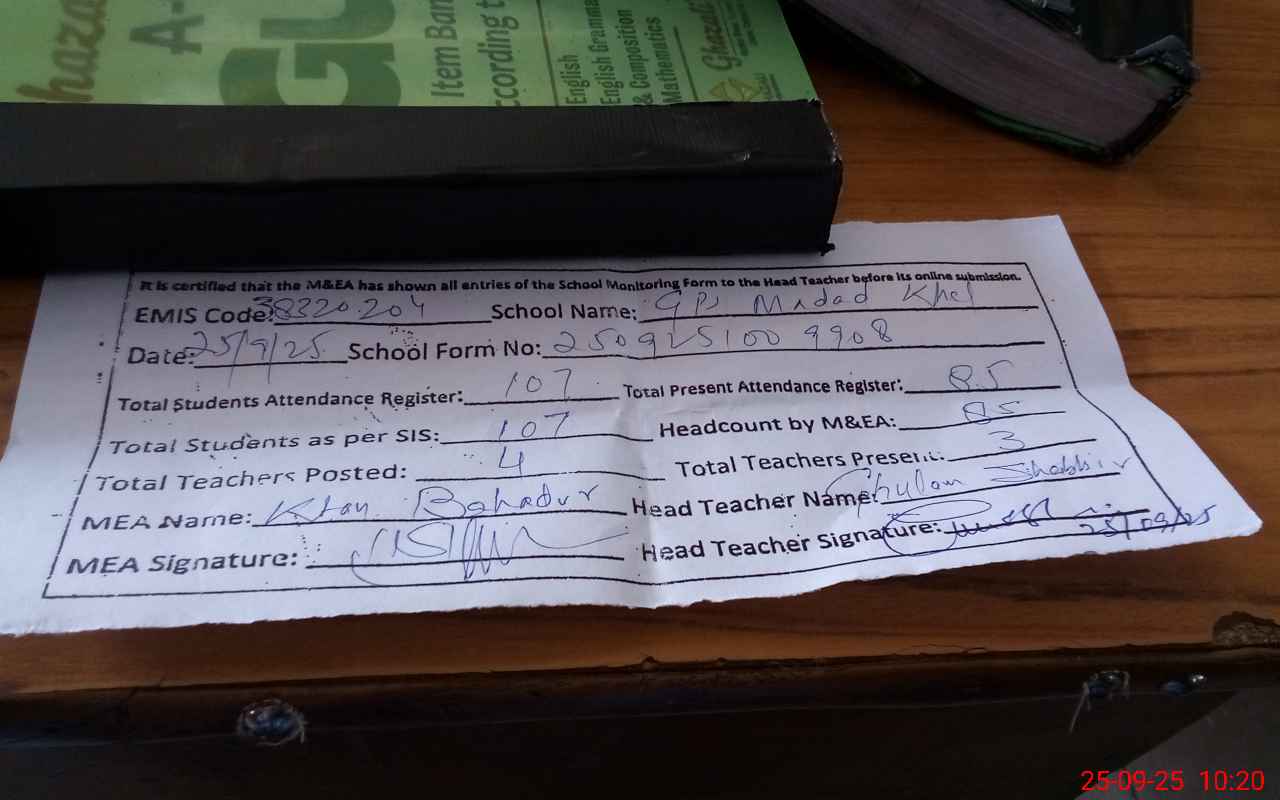 haza
A-
GU
Item Ban
ccording t
English
English Gramma
& Composition
Mathematics
Ghazali
It is certified that the M&EA has shown all entries of the School Monitoring Form to the Head Teacher before its online submission.
EMIS Code: 38320204 School Name: GPS Madad Khel
Date: 25/9/25 School Form No: 2509251009908
Total Students Attendance Register: 107 Total Present Attendance Register: 85
Total Students as per SIS: 107 Headcount by M&EA: 85
Total Teachers Posted: 4 Total Teachers Present: 3
MEA Name: Khan Bahadur Head Teacher Name: Ghulam Shabbir
MEA Signature: Head Teacher Signature: 25/09/25
25-09-25 10:20